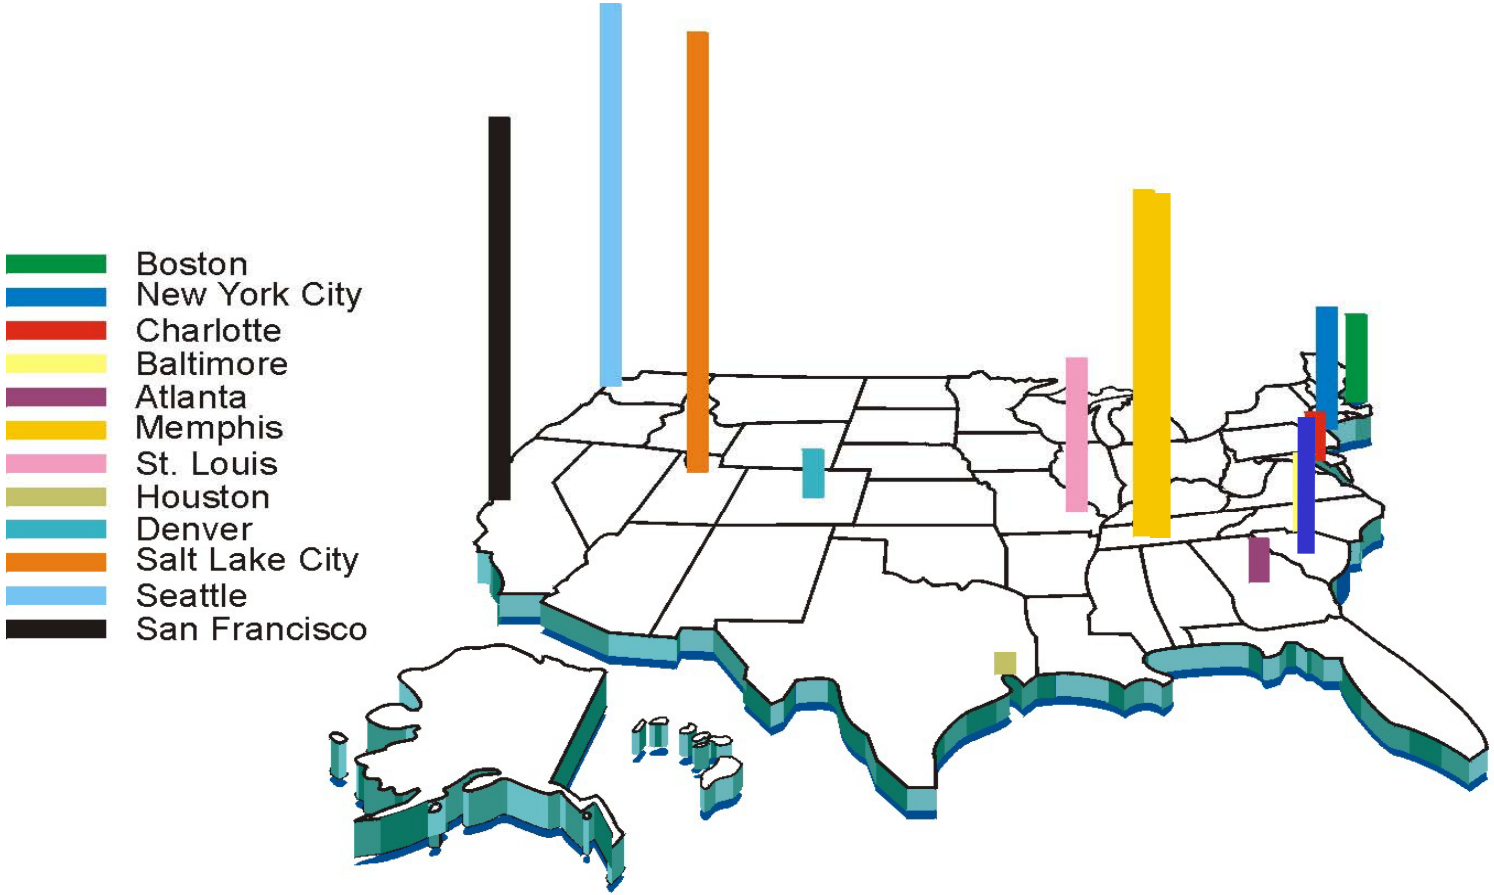 Boston
New York City
Charlotte
Baltimore
Atlanta
Memphis
St. Louis
Houston
Denver
Salt Lake City
Seattle
San Francisco